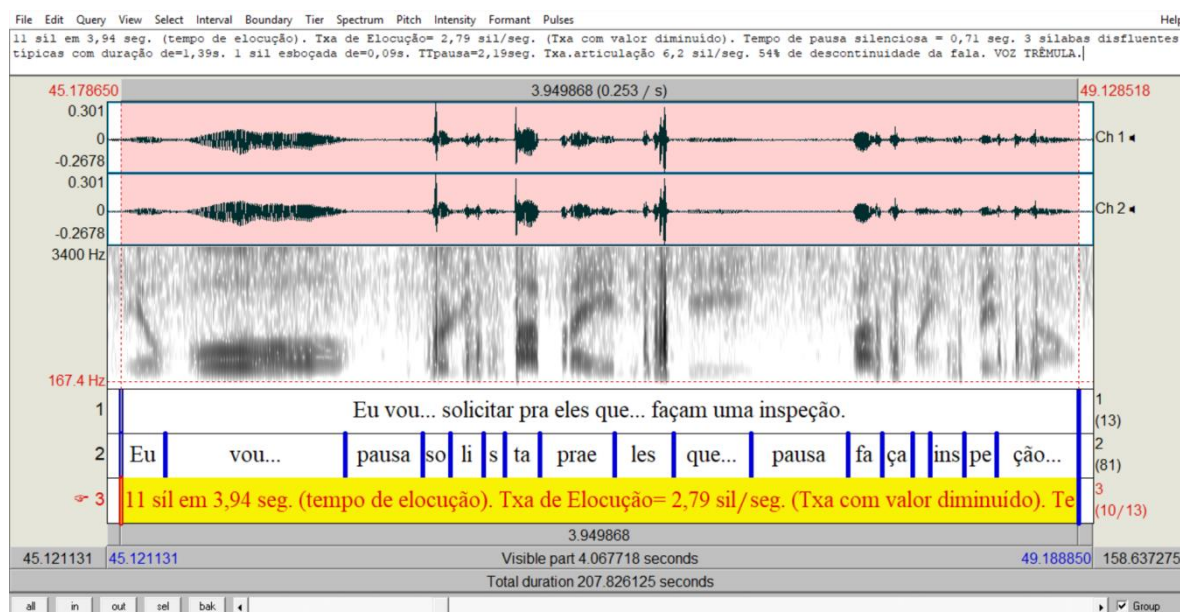 File Edit Query View Select Interval Boundary Tier Spectrum Pitch Intensity Formant Pulses Help
11 síl em 3,94 seg. (tempo de elocução). Txa de Elocução= 2,79 síl/seg. (Txa com valor diminuído). Tempo de pausa silenciosa = 0,71 seg. 3 sílabas disfluentes
típicas com duração de=1,39s. 1 síl esboçada de=0,09s. TTpausa=2,19seg. Txa.articulação 6,2 síl/seg. 54% de descontinuidade da fala. VOZ TRÊMULA.
45.178650 3.949868 (0.253 / s) 49.128518
0.301
0 Ch 1
-0.2678
0.301
0 Ch 2
-0.2678
3400 Hz
167.4 Hz
1 Eu vou... solicitar pra eles que... façam uma inspeção. 1 (13)
2 Eu vou... pausa so li s ta prae les que... pausa fa ça ins pe ção... 2 (81)
3 11 síl em 3,94 seg. (tempo de elocução). Txa de Elocução= 2,79 síl/seg. (Txa com valor diminuído). Te 3 (10/13)
3.949868
45.121131 45.121131 Visible part 4.067718 seconds 49.188850 158.637275
Total duration 207.826125 seconds
all in out sel bak Group